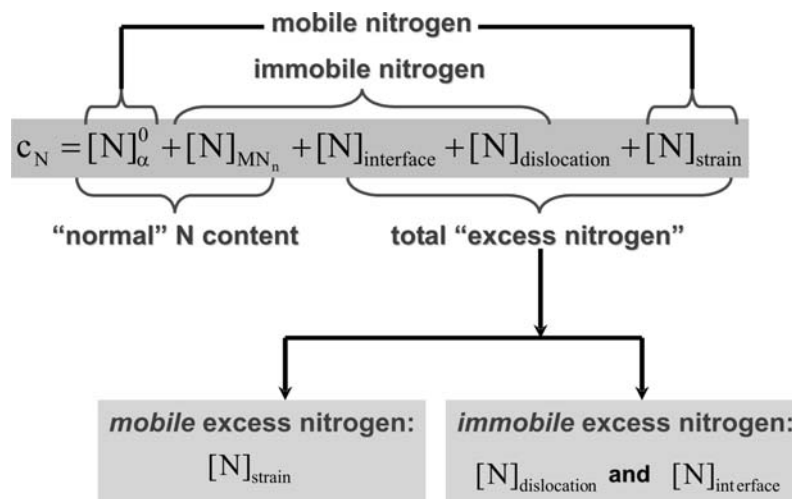 mobile nitrogen
immobile nitrogen
c_N = [N]_α^0 + [N]_{MN_n} + [N]_interface + [N]_dislocation + [N]_strain
“normal” N content total “excess nitrogen”
mobile excess nitrogen:
[N]_strain
immobile excess nitrogen:
[N]_dislocation and [N]_interface